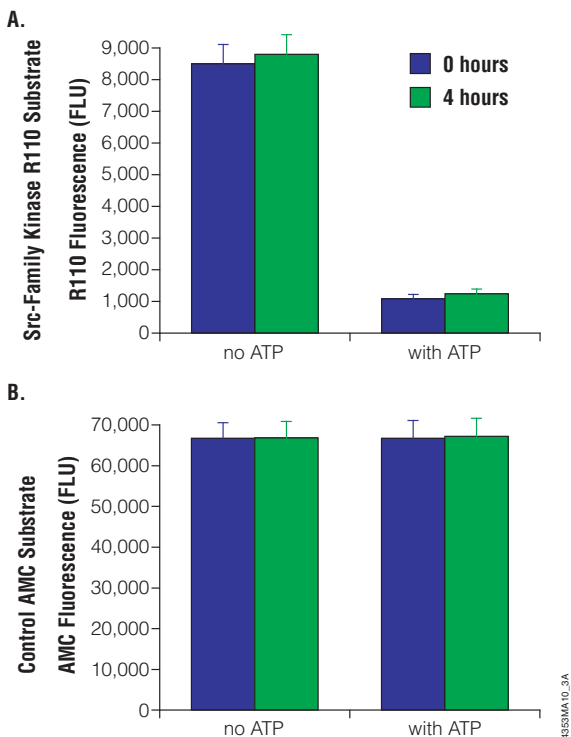 A.
Src-Family Kinase R110 Substrate
R110 Fluorescence (FLU)
9,000
8,000
7,000
6,000
5,000
4,000
3,000
2,000
1,000
0
0 hours
4 hours
no ATP
with ATP
B.
Control AMC Substrate
AMC Fluorescence (FLU)
70,000
60,000
50,000
40,000
30,000
20,000
10,000
0
no ATP
with ATP
4353MA10_3A